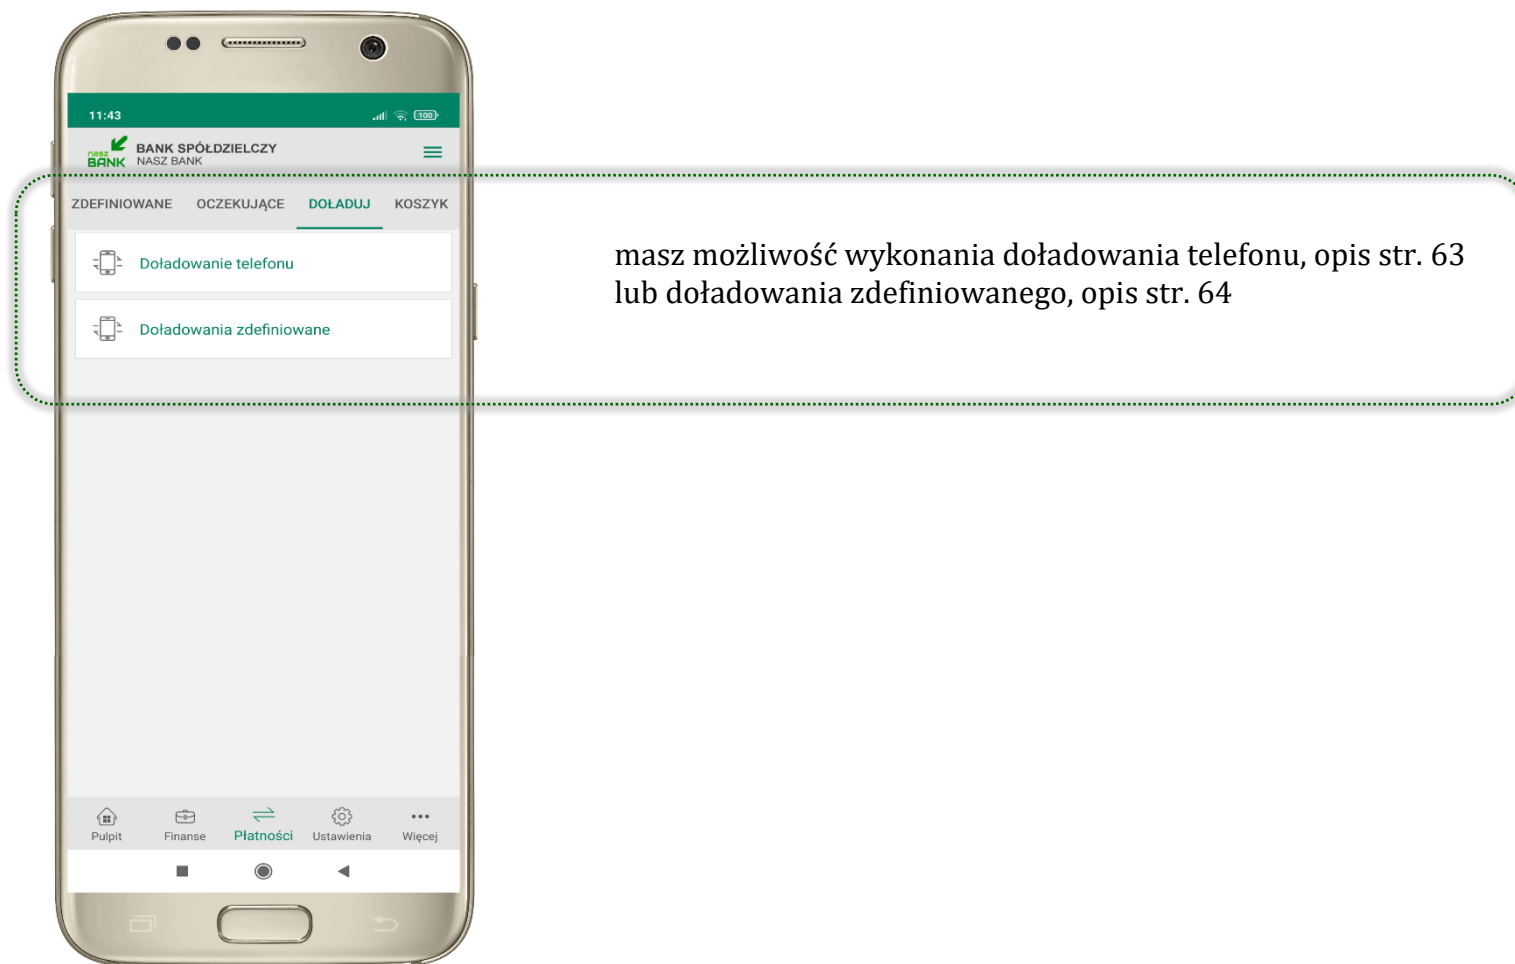 11:43
100
nasz
BANK
BANK SPÓŁDZIELCZY
NASZ BANK
ZDEFINIOWANE OCZEKUJĄCE DOŁADUJ KOSZYK
Doładowanie telefonu
Doładowania zdefiniowane
masz możliwość wykonania doładowania telefonu, opis str. 63
lub doładowania zdefiniowanego, opis str. 64
Pulpit Finanse Płatności Ustawienia Więcej